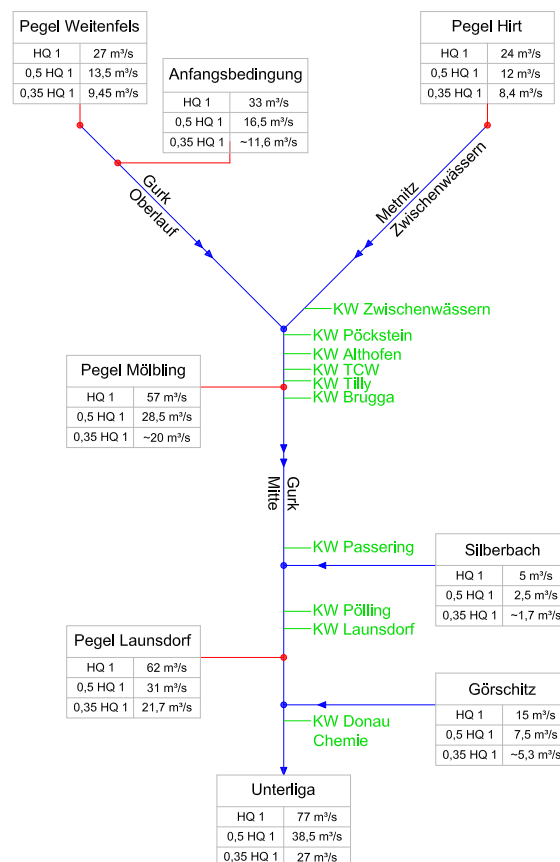 Pegel Weitenfels
HQ 1 27 m³/s
0,5 HQ 1 13,5 m³/s
0,35 HQ 1 9,45 m³/s
Anfangsbedingung
HQ 1 33 m³/s
0,5 HQ 1 16,5 m³/s
0,35 HQ 1 ~11,6 m³/s
Pegel Hirt
HQ 1 24 m³/s
0,5 HQ 1 12 m³/s
0,35 HQ 1 8,4 m³/s
Gurk
Oberlauf
Metnitz
Zwischenwässern
KW Zwischenwässern
KW Pöckstein
KW Althofen
KW TCW
KW Tilly
KW Brugga
Pegel Mölbling
HQ 1 57 m³/s
0,5 HQ 1 28,5 m³/s
0,35 HQ 1 ~20 m³/s
Gurk
Mitte
KW Passering
Silberbach
HQ 1 5 m³/s
0,5 HQ 1 2,5 m³/s
0,35 HQ 1 ~1,7 m³/s
KW Pölling
KW Launsdorf
Pegel Launsdorf
HQ 1 62 m³/s
0,5 HQ 1 31 m³/s
0,35 HQ 1 21,7 m³/s
Görschitz
HQ 1 15 m³/s
0,5 HQ 1 7,5 m³/s
0,35 HQ 1 ~5,3 m³/s
KW Donau
Chemie
Unterliga
HQ 1 77 m³/s
0,5 HQ 1 38,5 m³/s
0,35 HQ 1 27 m³/s